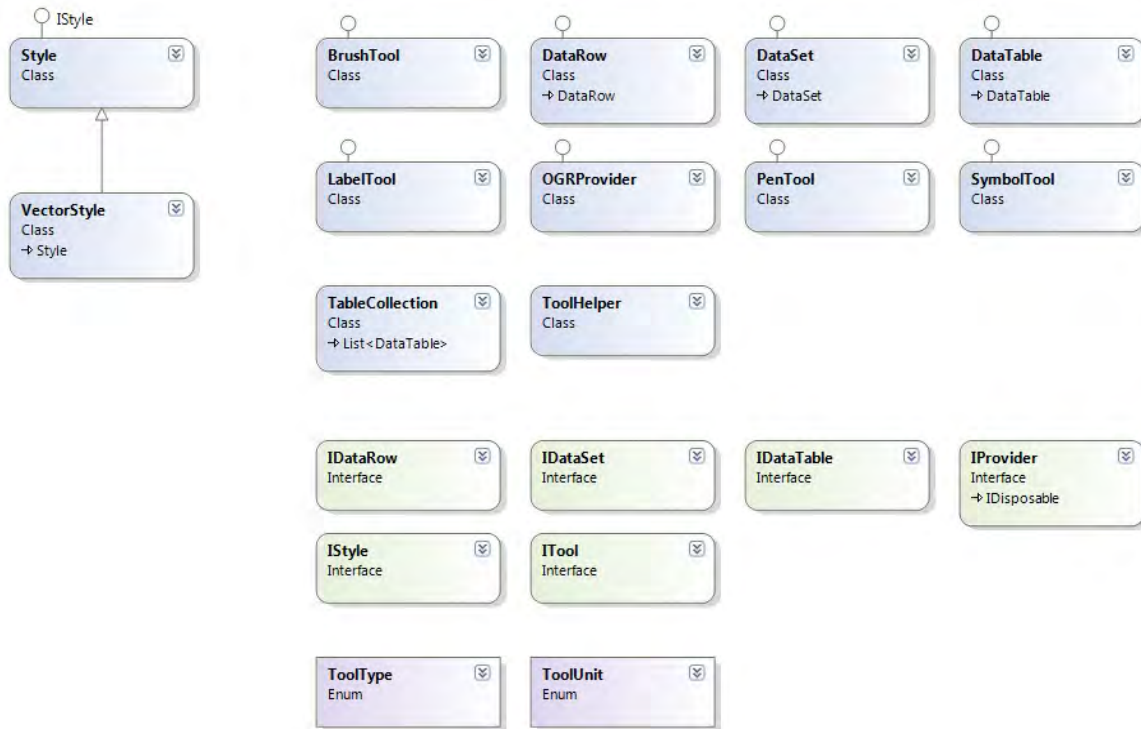 IStyle
Style
Class
VectorStyle
Class
Style
BrushTool
Class
DataRow
Class
DataRow
DataSet
Class
DataSet
DataTable
Class
DataTable
LabelTool
Class
OGRProvider
Class
PenTool
Class
SymbolTool
Class
TableCollection
Class
List<DataTable>
ToolHelper
Class
IDataRow
Interface
IDataSet
Interface
IDataTable
Interface
IProvider
Interface
IDisposable
IStyle
Interface
ITool
Interface
ToolType
Enum
ToolUnit
Enum